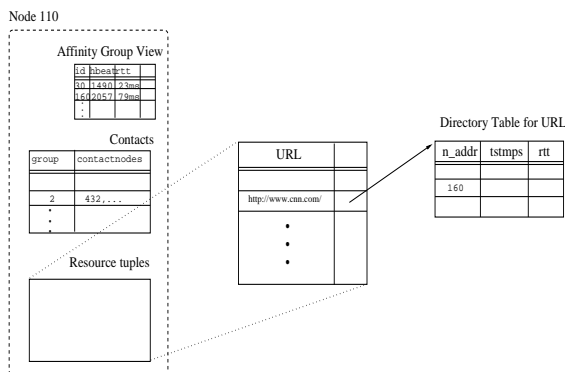 Node 110
Affinity Group View
id hbeat rtt
30 1490 23ms
160 2057 79ms
Contacts
group contactnodes
2 432,...
Resource tuples
URL
http://www.cnn.com/
Directory Table for URL
n_addr tstmps rtt
160